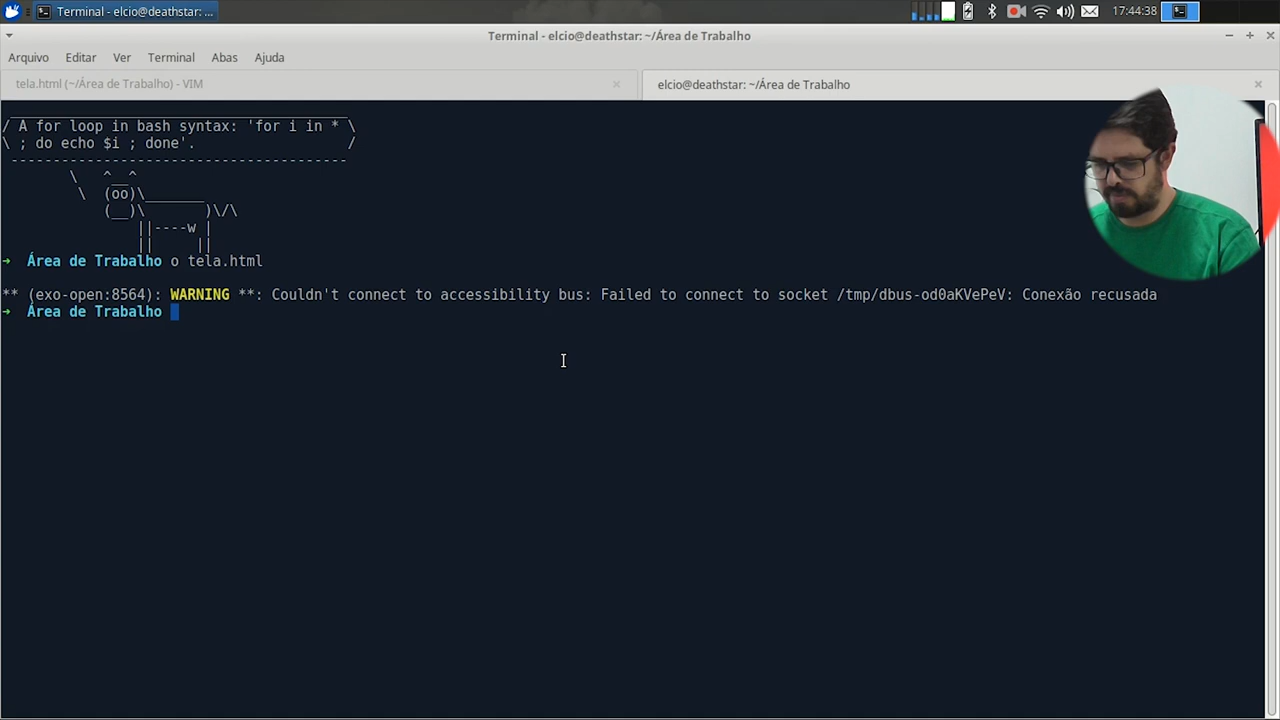 Terminal - elcio@deathstar: ...
17:44:38
Terminal - elcio@deathstar: ~/Área de Trabalho
Arquivo Editar Ver Terminal Abas Ajuda
tela.html (~/Área de Trabalho) - VIM
elcio@deathstar: ~/Área de Trabalho
/ A for loop in bash syntax: 'for i in * \
\ ; do echo $i ; done'. /
---------------------------------------
\ ^__^
\ (oo)\_______
(__)\ )\/\
||----w |
|| ||
➜ Área de Trabalho o tela.html
** (exo-open:8564): WARNING **: Couldn't connect to accessibility bus: Failed to connect to socket /tmp/dbus-od0aKVePeV: Conexão recusada
➜ Área de Trabalho